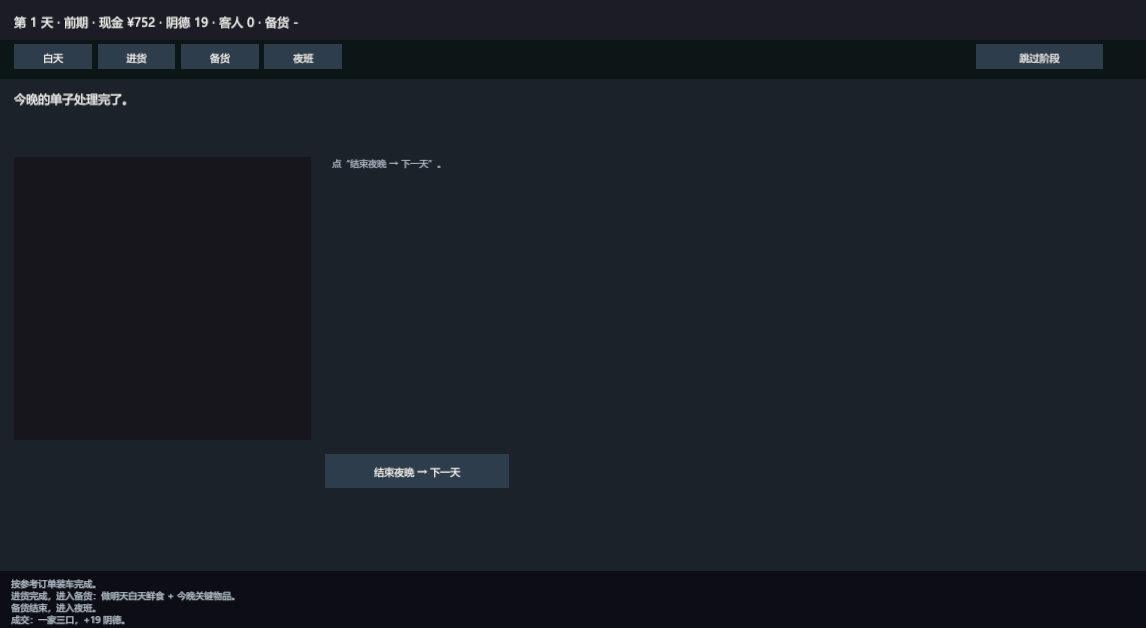 第 1 天 · 前期 · 现金 ¥752 · 阴德 19 · 客人 0 · 备货 -
白天 进货 备货 夜班 跳过阶段
今晚的单子处理完了。
点“结束夜晚 → 下一天”。
结束夜晚 → 下一天
按参考订单装车完成。
进货完成，进入备货：做明天白天鲜食 + 今晚关键物品。
备货结束，进入夜班。
成交：一家三口，+19 阴德。